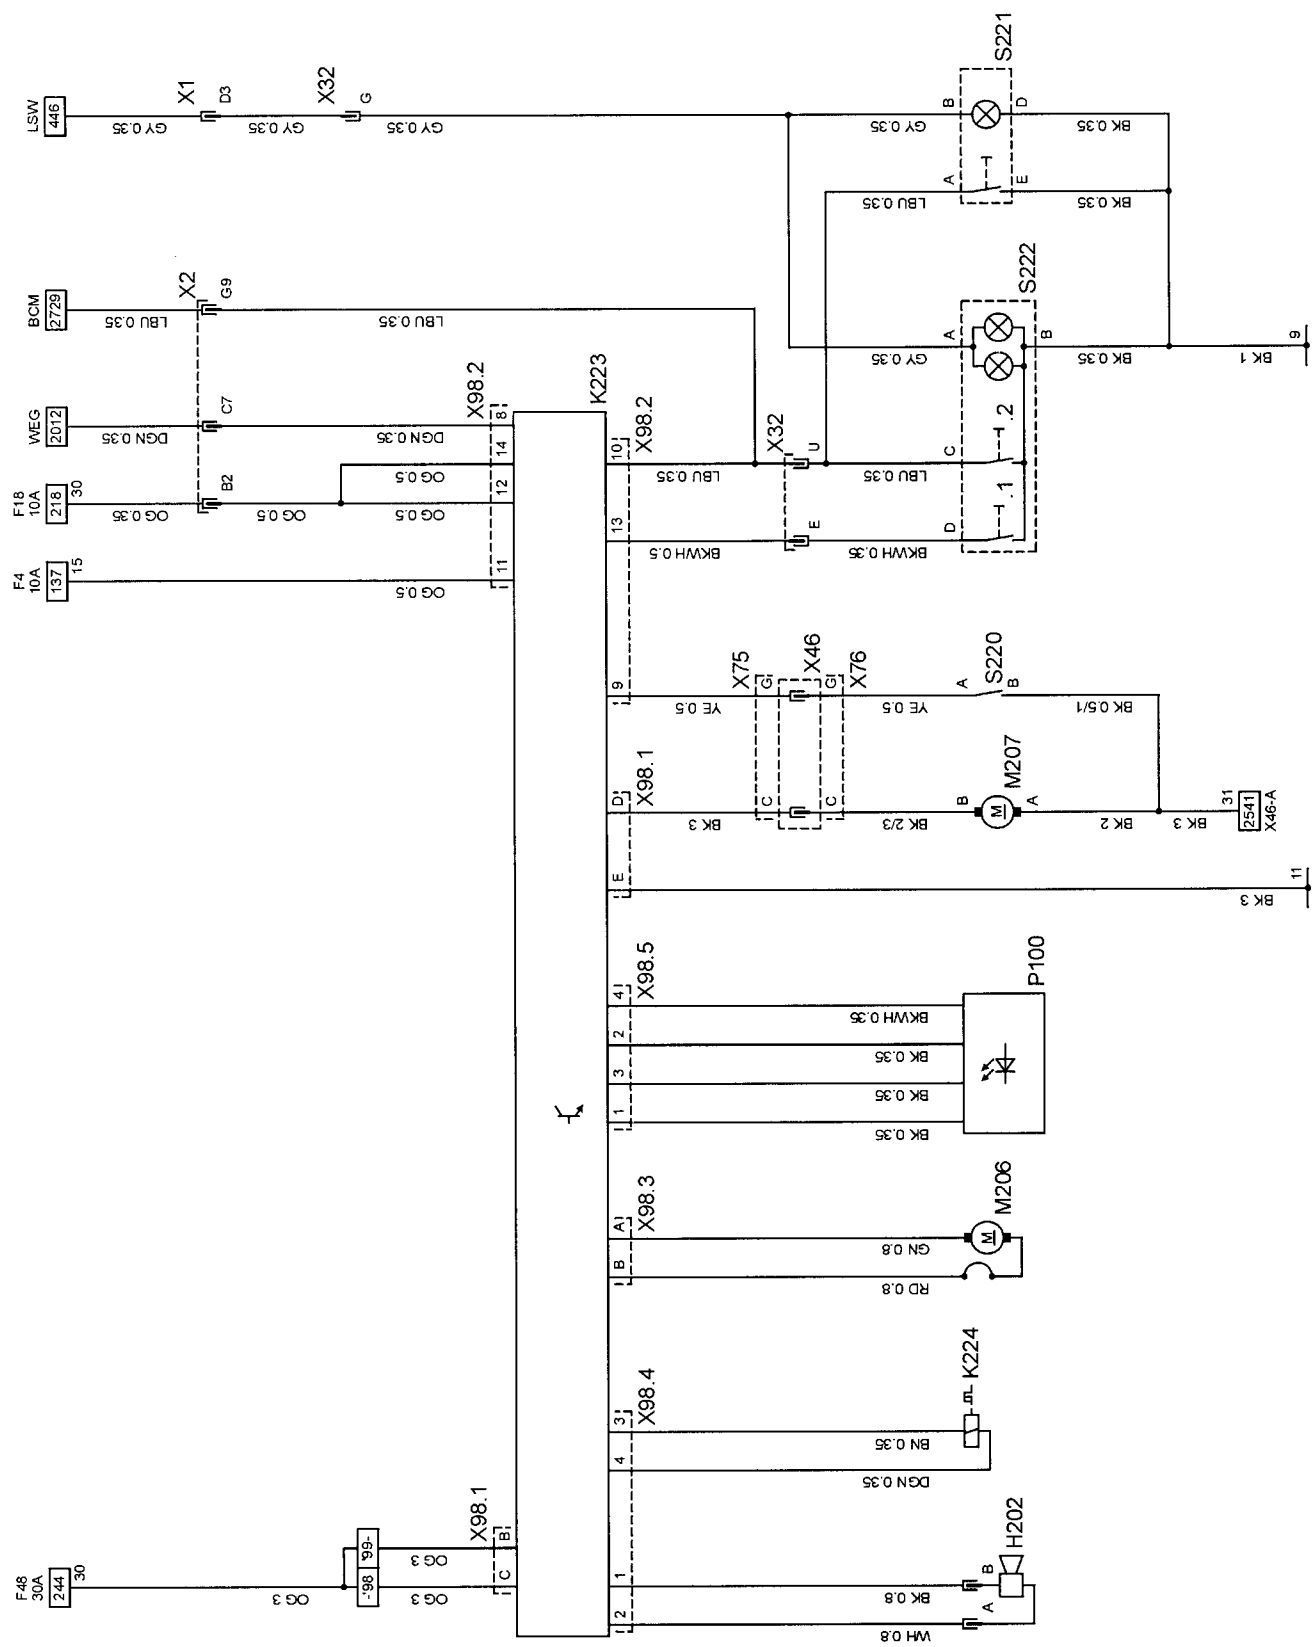 LSW
446
GY 0.35
X1
D3
GY 0.35
X32
G
GY 0.35
GY 0.35
B
D
S221
BK 0.35
LBU 0.35
A
E
BK 0.35
BCM
2729
LBU 0.35
X2
G9
LBU 0.35
GY 0.35
A
B
S222
BK 0.35
BK 1
9
WEG
2012
DGN 0.35
C7
DGN 0.35
X98.2
8
K223
F18
10A
218
30
OG 0.35
B2
OG 0.5
OG 0.5
14
OG 0.5
12
10
X98.2
LBU 0.35
X32
U
LBU 0.35
C
.2
13
BKWH 0.5
E
BKWH 0.35
D
.1
F4
10A
137
15
OG 0.5
11
9
YE 0.5
X75
G
X46
G
X76
YE 0.5
A
B
S220
BK 0.5/1
D
X98.1
BK 3
C
C
BK 2/3
B
M
A
M207
BK 2
BK 3
31
2541
X46-A
E
BK 3
11
4
X98.5
BKWH 0.35
P100
2
BK 0.35
3
BK 0.35
1
BK 0.35
A
X98.3
GN 0.8
M
M206
B
RD 0.8
3
X98.4
BN 0.35
K224
4
DGN 0.35
F48
30A
244
30
OG 3
'99-
OG 3
X98.1
B
-'98
OG 3
C
1
BK 0.8
B
H202
2
WH 0.8
A